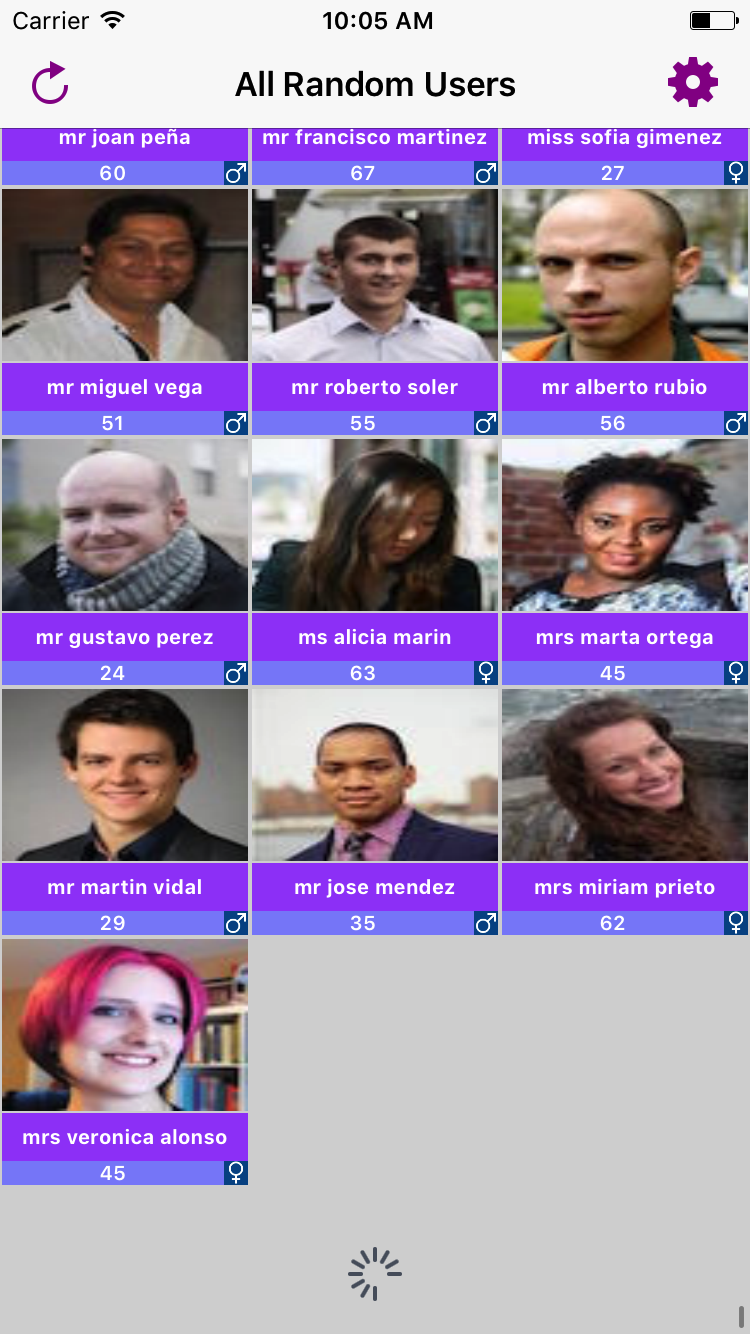 Carrier 10:05 AM
All Random Users
mr joan peña mr francisco martinez miss sofia gimenez
60 67 27
mr miguel vega mr roberto soler mr alberto rubio
51 55 56
mr gustavo perez ms alicia marin mrs marta ortega
24 63 45
mr martin vidal mr jose mendez mrs miriam prieto
29 35 62
mrs veronica alonso
45